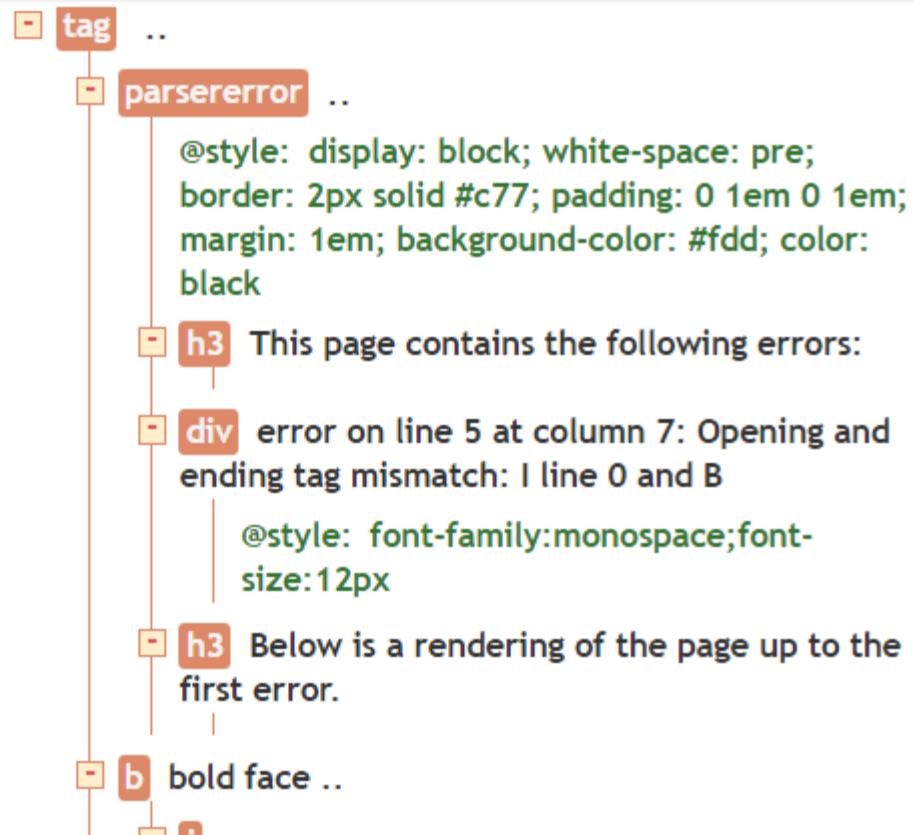 - tag ..
- parsererror ..
@style: display: block; white-space: pre;
border: 2px solid #c77; padding: 0 1em 0 1em;
margin: 1em; background-color: #fdd; color:
black
- h3 This page contains the following errors:
- div error on line 5 at column 7: Opening and
ending tag mismatch: I line 0 and B
@style: font-family:monospace;font-
size:12px
- h3 Below is a rendering of the page up to the
first error.
- b bold face ..